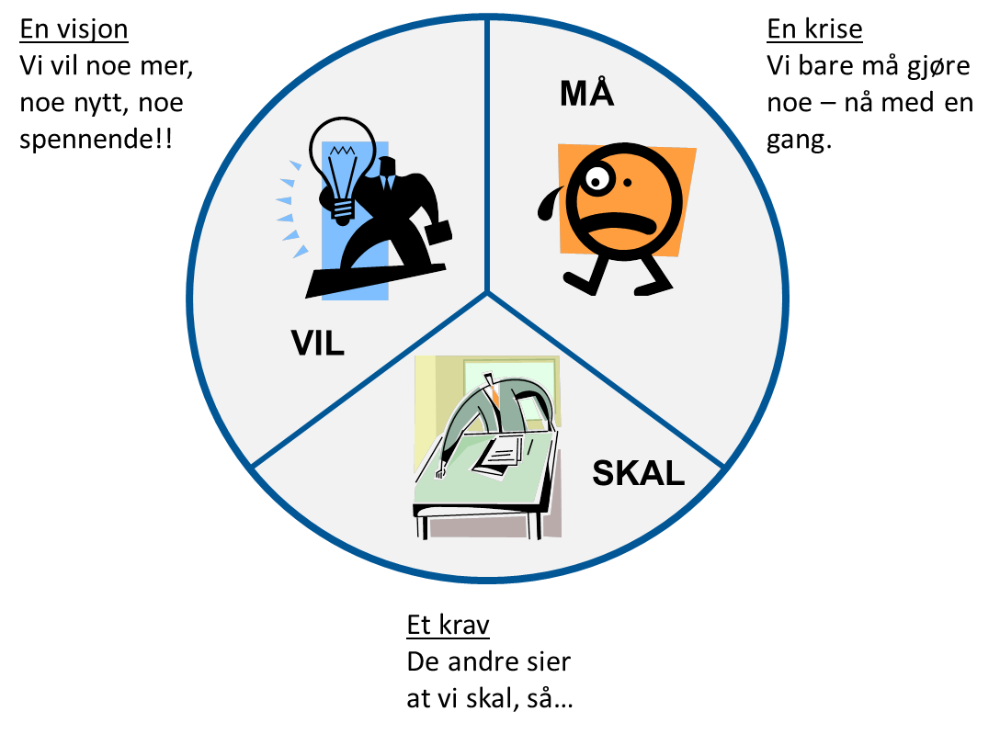 En visjon
Vi vil noe mer,
noe nytt, noe
spennende!!
En krise
Vi bare må gjøre
noe – nå med en
gang.
MÅ
VIL
SKAL
Et krav
De andre sier
at vi skal, så…